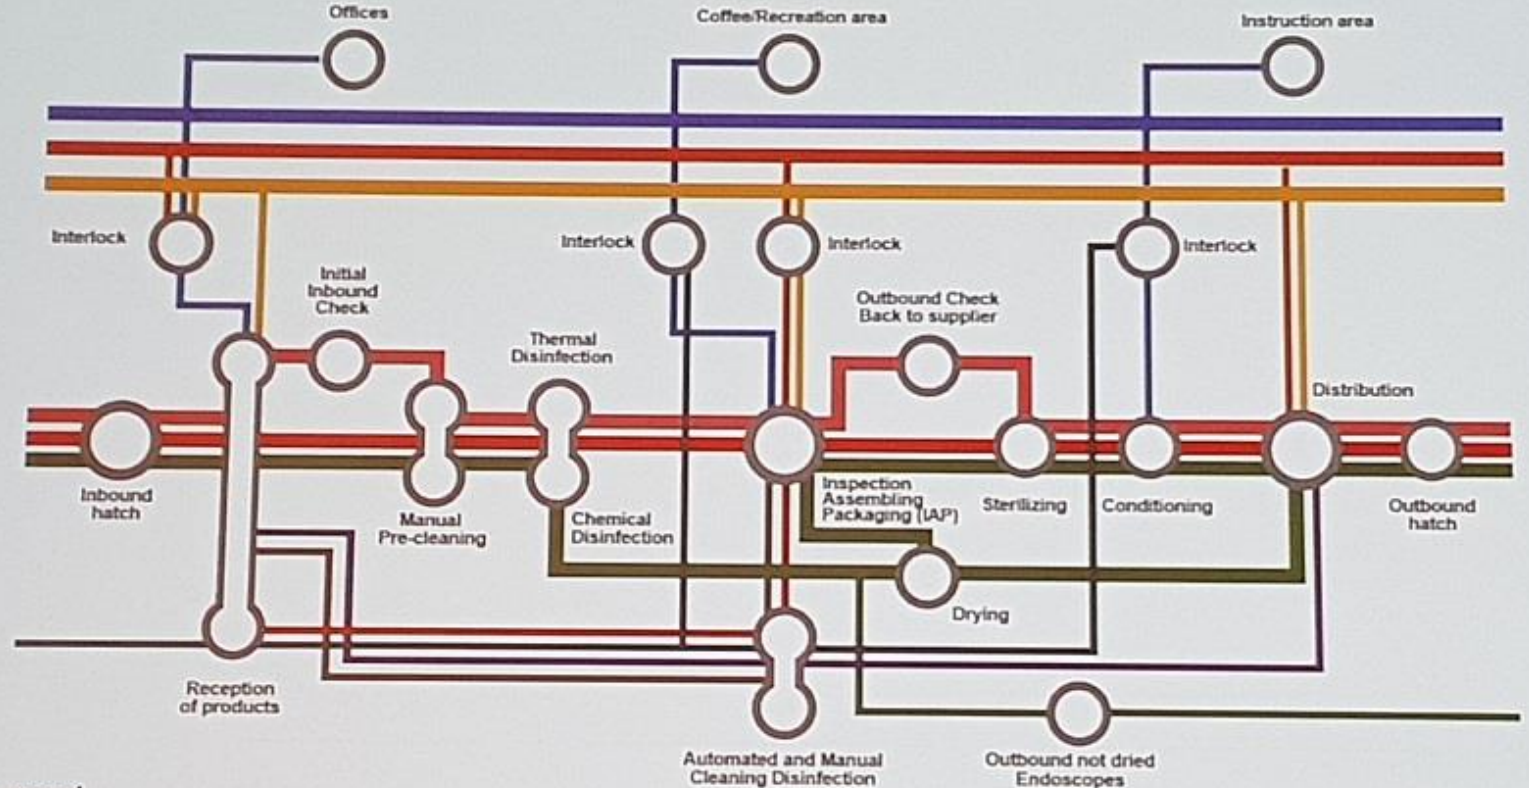 Offices
Coffee/Recreation area
Instruction area
Interlock
Interlock
Interlock
Interlock
Initial
Inbound
Check
Outbound Check
Back to supplier
Thermal
Disinfection
Distribution
Inbound
hatch
Manual
Pre-cleaning
Chemical
Disinfection
Inspection
Assembling
Packaging (IAP)
Sterilizing
Conditioning
Outbound
hatch
Drying
Reception
of products
Automated and Manual
Cleaning Disinfection
Outbound not dried
Endoscopes